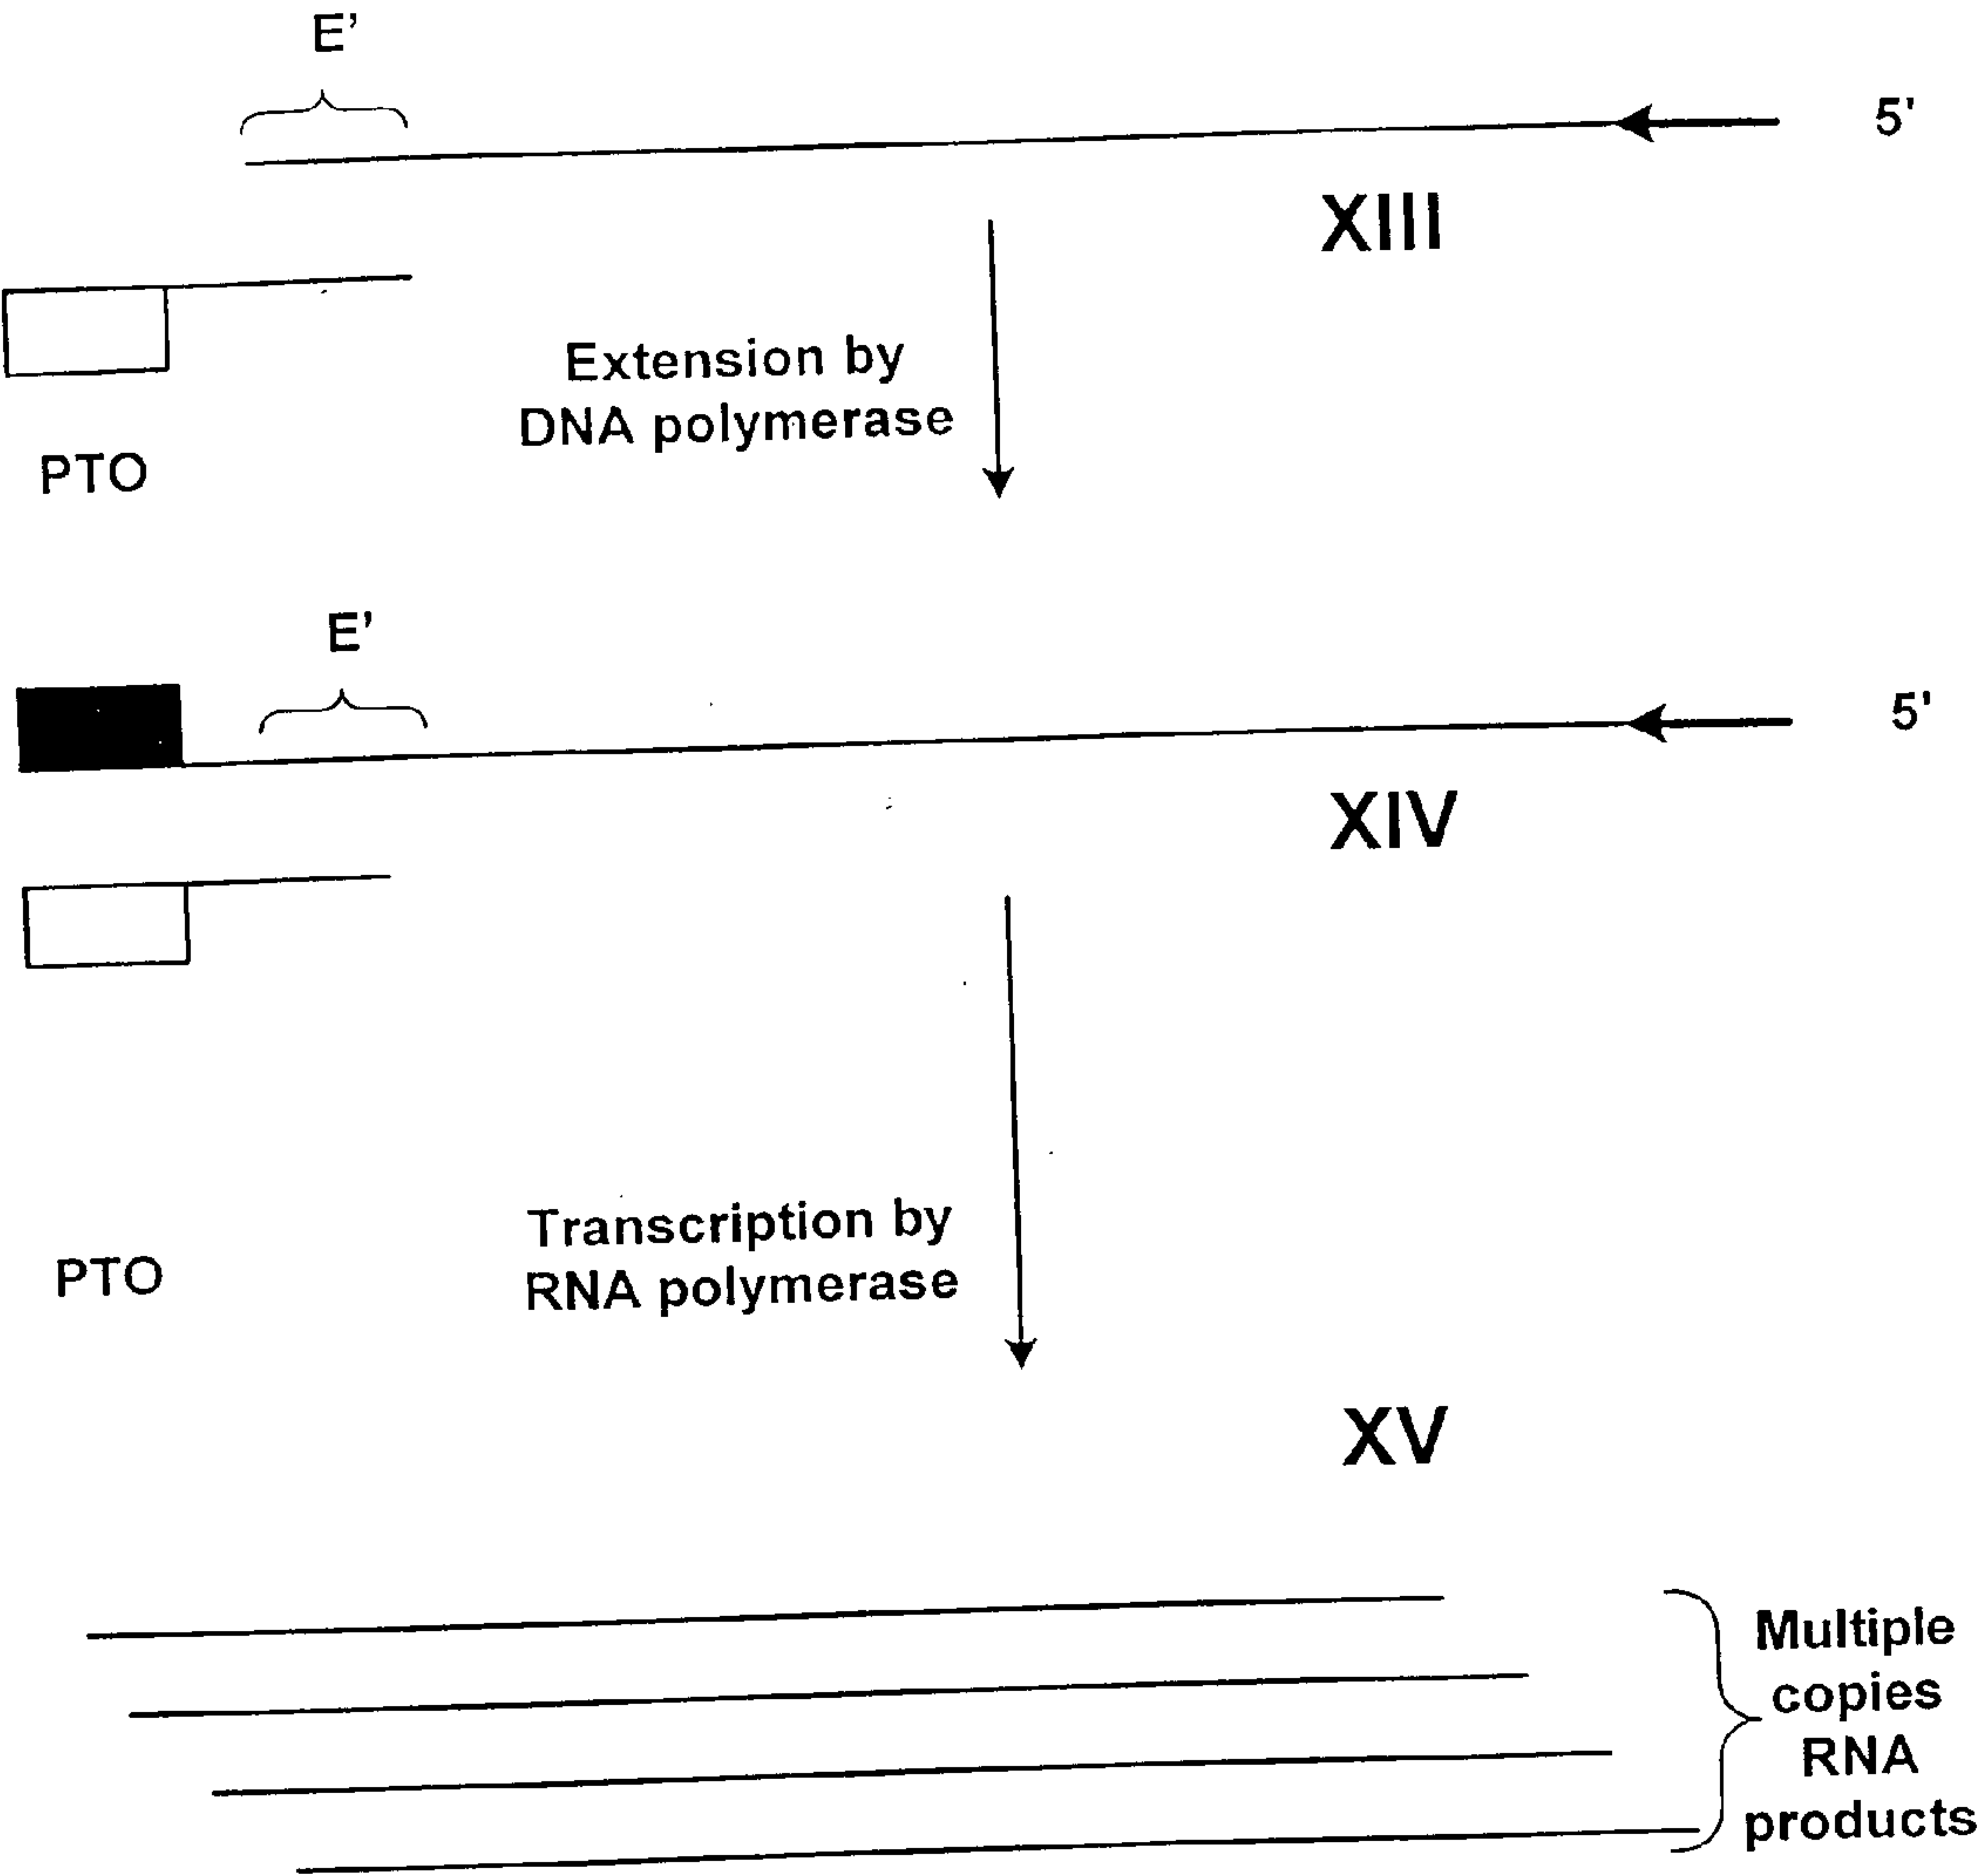 E'
5'
XIII
Extension by
DNA polymerase
PTO
E'
5'
XIV
Transcription by
RNA polymerase
PTO
XV
Multiple
copies
RNA
products